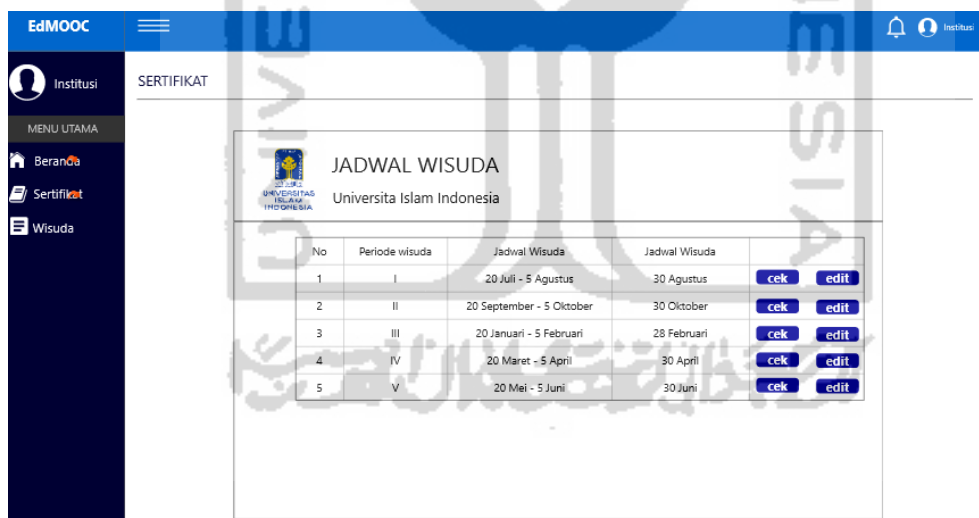 EdMOOC
Institusi
Institusi
SERTIFIKAT
MENU UTAMA
Beranda
Sertifikat
Wisuda
UNIVERSITAS
ISLAM
INDONESIA
JADWAL WISUDA
Universita Islam Indonesia
No Periode wisuda Jadwal Wisuda Jadwal Wisuda
1 I 20 Juli - 5 Agustus 30 Agustus cek edit
2 II 20 September - 5 Oktober 30 Oktober cek edit
3 III 20 Januari - 5 Februari 28 Februari cek edit
4 IV 20 Maret - 5 April 30 April cek edit
5 V 20 Mei - 5 Juni 30 Juni cek edit